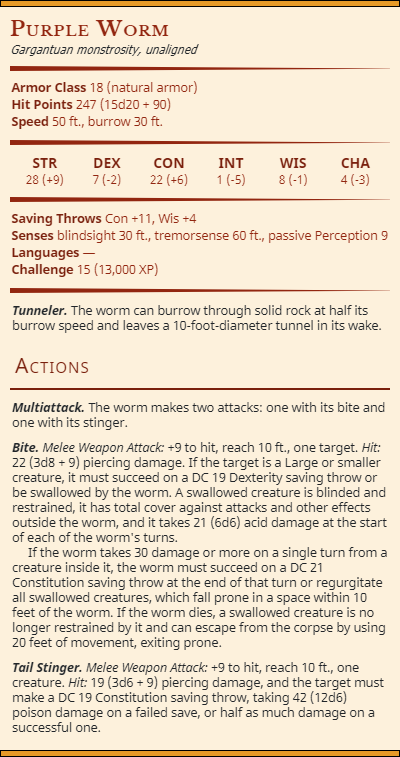 Purple Worm
Gargantuan monstrosity, unaligned
Armor Class 18 (natural armor)
Hit Points 247 (15d20 + 90)
Speed 50 ft., burrow 30 ft.
STR DEX CON INT WIS CHA
28 (+9) 7 (-2) 22 (+6) 1 (-5) 8 (-1) 4 (-3)
Saving Throws Con +11, Wis +4
Senses blindsight 30 ft., tremorsense 60 ft., passive Perception 9
Languages —
Challenge 15 (13,000 XP)
Tunneler. The worm can burrow through solid rock at half its
burrow speed and leaves a 10-foot-diameter tunnel in its wake.
Actions
Multiattack. The worm makes two attacks: one with its bite and
one with its stinger.
Bite. Melee Weapon Attack: +9 to hit, reach 10 ft., one target. Hit:
22 (3d8 + 9) piercing damage. If the target is a Large or smaller
creature, it must succeed on a DC 19 Dexterity saving throw or
be swallowed by the worm. A swallowed creature is blinded and
restrained, it has total cover against attacks and other effects
outside the worm, and it takes 21 (6d6) acid damage at the start
of each of the worm's turns.
If the worm takes 30 damage or more on a single turn from a
creature inside it, the worm must succeed on a DC 21
Constitution saving throw at the end of that turn or regurgitate
all swallowed creatures, which fall prone in a space within 10
feet of the worm. If the worm dies, a swallowed creature is no
longer restrained by it and can escape from the corpse by using
20 feet of movement, exiting prone.
Tail Stinger. Melee Weapon Attack: +9 to hit, reach 10 ft., one
creature. Hit: 19 (3d6 + 9) piercing damage, and the target must
make a DC 19 Constitution saving throw, taking 42 (12d6)
poison damage on a failed save, or half as much damage on a
successful one.